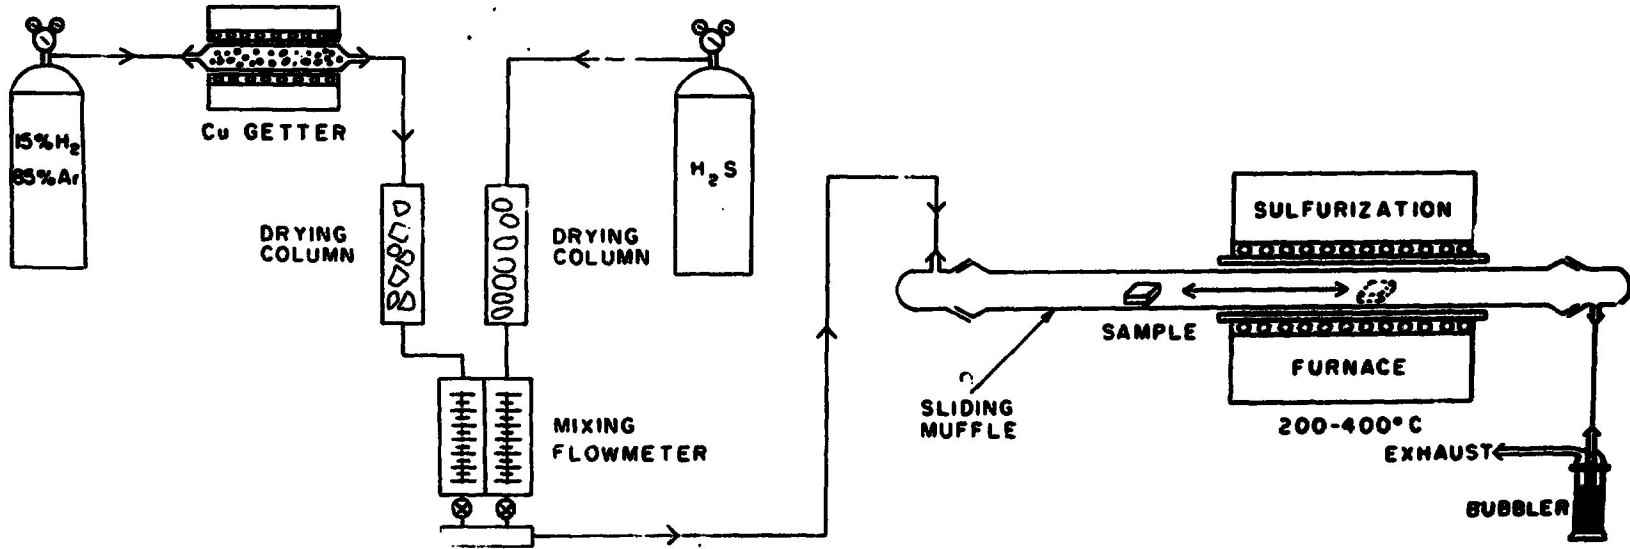 15%H₂
85%Ar
Cu GETTER
DRYING
COLUMN
DRYING
COLUMN
H₂S
MIXING
FLOWMETER
SULFURIZATION
SAMPLE
FURNACE
200-400°C
SLIDING
MUFFLE
EXHAUST
BUBBLER